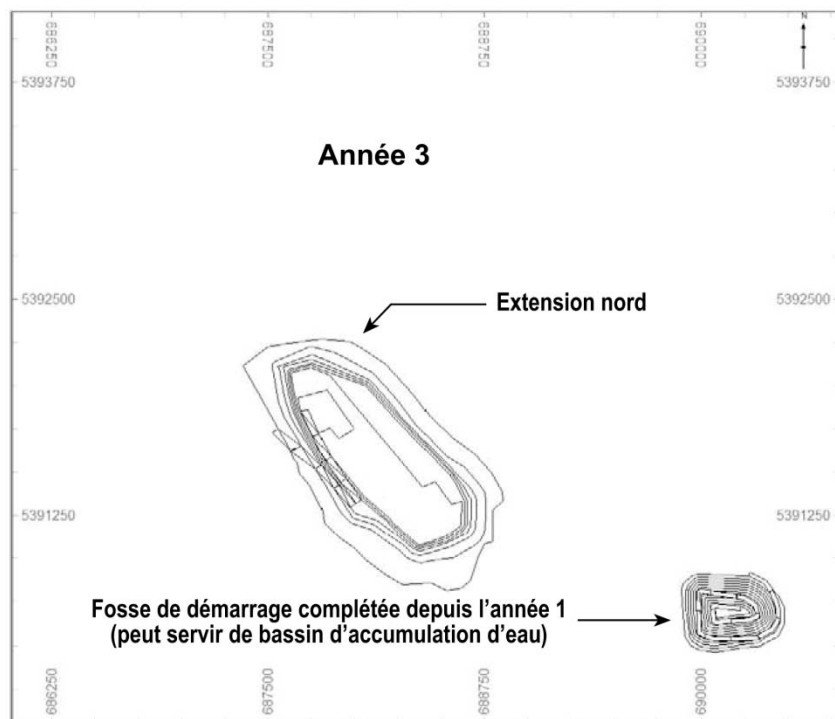 686250
687500
688750
690000
N
5393750
5393750
Année 3
5392500
5392500
Extension nord
5391250
5391250
Fosse de démarrage complétée depuis l'année 1
(peut servir de bassin d'accumulation d'eau)
686250
687500
688750
690000